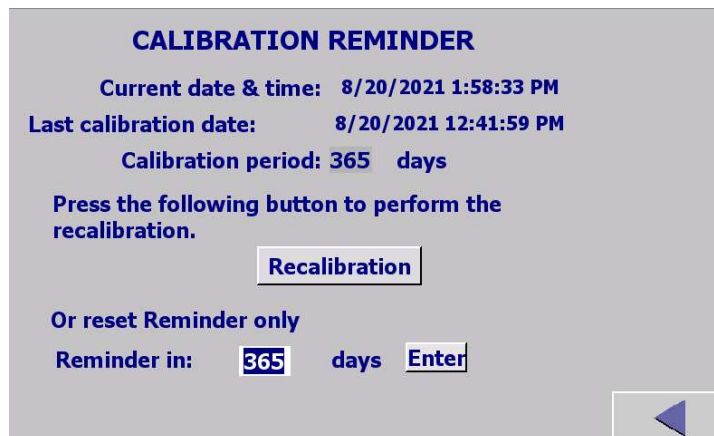 CALIBRATION REMINDER
Current date & time: 8/20/2021 1:58:33 PM
Last calibration date: 8/20/2021 12:41:59 PM
Calibration period: 365 days
Press the following button to perform the
recalibration.
Recalibration
Or reset Reminder only
Reminder in: 365 days Enter